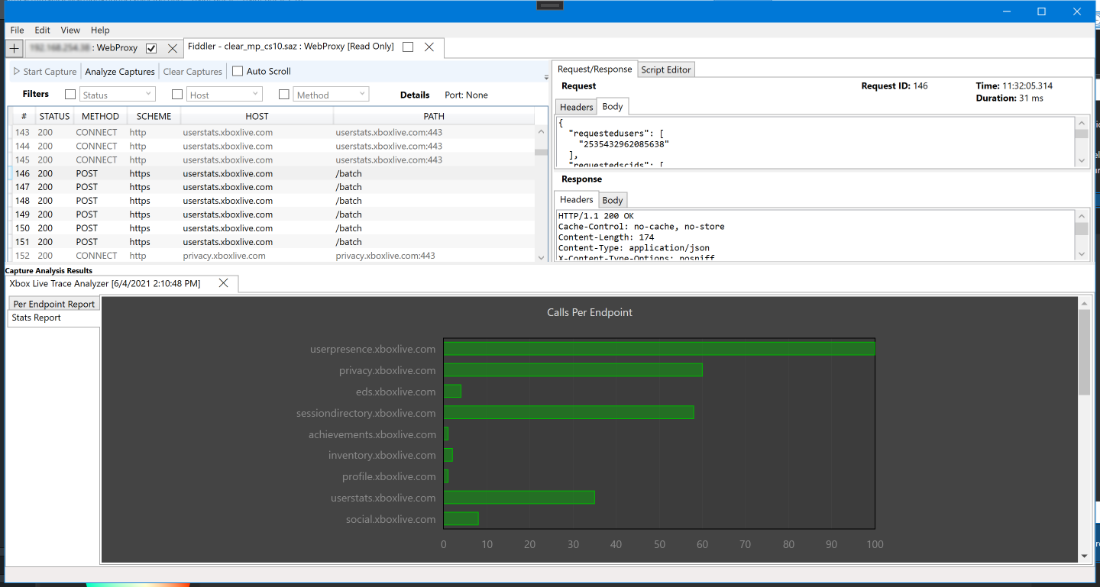 File Edit View Help
+ : WebProxy Fiddler - clear_mp_cs10.saz : WebProxy [Read Only]
Start Capture Analyze Captures Clear Captures Auto Scroll
Filters Status Host Method Details Port: None
# STATUS METHOD SCHEME HOST PATH
143 200 CONNECT http userstats.xboxlive.com userstats.xboxlive.com:443
144 200 CONNECT http userstats.xboxlive.com userstats.xboxlive.com:443
145 200 CONNECT http userstats.xboxlive.com userstats.xboxlive.com:443
146 200 POST https userstats.xboxlive.com /batch
147 200 POST https userstats.xboxlive.com /batch
148 200 POST https userstats.xboxlive.com /batch
149 200 POST https userstats.xboxlive.com /batch
150 200 POST https userstats.xboxlive.com /batch
151 200 POST https userstats.xboxlive.com /batch
152 200 CONNECT http privacy.xboxlive.com privacy.xboxlive.com:443
Request/Response Script Editor
Request Request ID: 146 Time: 11:32:05.314
Duration: 31 ms
Headers Body
{
"requestedusers": [
"2535432962085638"
],
"requestedscids": [
Response
Headers Body
HTTP/1.1 200 OK
Cache-Control: no-cache, no-store
Content-Length: 174
Content-Type: application/json
X-Content-Type-Options: nosniff
Capture Analysis Results
Xbox Live Trace Analyzer [6/4/2021 2:10:48 PM]
Per Endpoint Report
Stats Report
Calls Per Endpoint
userpresence.xboxlive.com
privacy.xboxlive.com
eds.xboxlive.com
sessiondirectory.xboxlive.com
achievements.xboxlive.com
inventory.xboxlive.com
profile.xboxlive.com
userstats.xboxlive.com
social.xboxlive.com
0 10 20 30 40 50 60 70 80 90 100